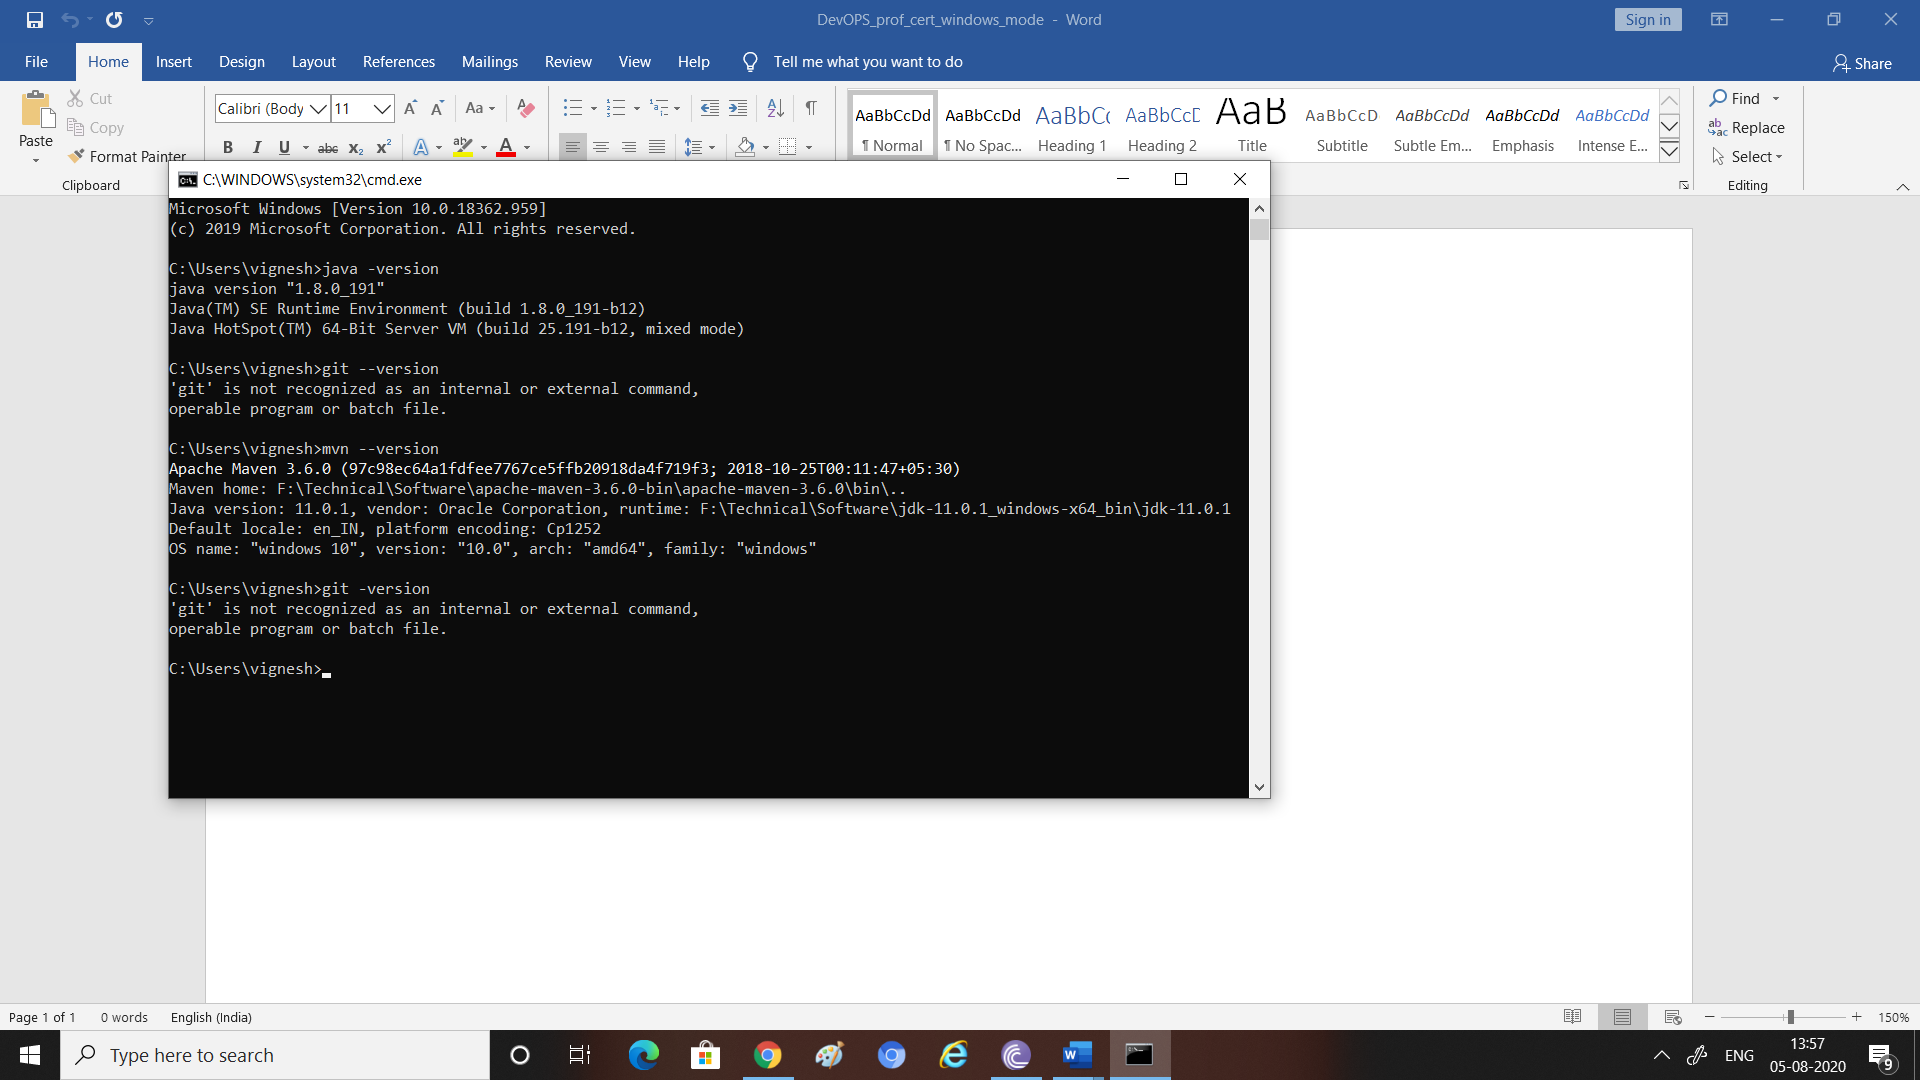 DevOPS_prof_cert_windows_mode - Word
Sign in
File Home Insert Design Layout References Mailings Review View Help Tell me what you want to do
Share
Paste
Cut
Copy
Format Painter
Clipboard
Calibri (Body 11
Aa
B I U abc x₂ x² A ab A
AaBbCcDd ¶ Normal
AaBbCcDd ¶ No Spac...
AaBbCc Heading 1
AaBbCcE Heading 2
AaB Title
AaBbCcD Subtitle
AaBbCcDd Subtle Em...
AaBbCcDd Emphasis
AaBbCcDd Intense E...
Find
Replace
Select
Editing
C:\WINDOWS\system32\cmd.exe
Microsoft Windows [Version 10.0.18362.959]
(c) 2019 Microsoft Corporation. All rights reserved.
C:\Users\vignesh>java -version
java version "1.8.0_191"
Java(TM) SE Runtime Environment (build 1.8.0_191-b12)
Java HotSpot(TM) 64-Bit Server VM (build 25.191-b12, mixed mode)
C:\Users\vignesh>git --version
'git' is not recognized as an internal or external command,
operable program or batch file.
C:\Users\vignesh>mvn --version
Apache Maven 3.6.0 (97c98ec64a1fdfee7767ce5ffb20918da4f719f3; 2018-10-25T00:11:47+05:30)
Maven home: F:\Technical\Software\apache-maven-3.6.0-bin\apache-maven-3.6.0\bin\..
Java version: 11.0.1, vendor: Oracle Corporation, runtime: F:\Technical\Software\jdk-11.0.1_windows-x64_bin\jdk-11.0.1
Default locale: en_IN, platform encoding: Cp1252
OS name: "windows 10", version: "10.0", arch: "amd64", family: "windows"
C:\Users\vignesh>git -version
'git' is not recognized as an internal or external command,
operable program or batch file.
C:\Users\vignesh>
Page 1 of 1 0 words English (India)
150%
Type here to search
ENG
13:57
05-08-2020
9